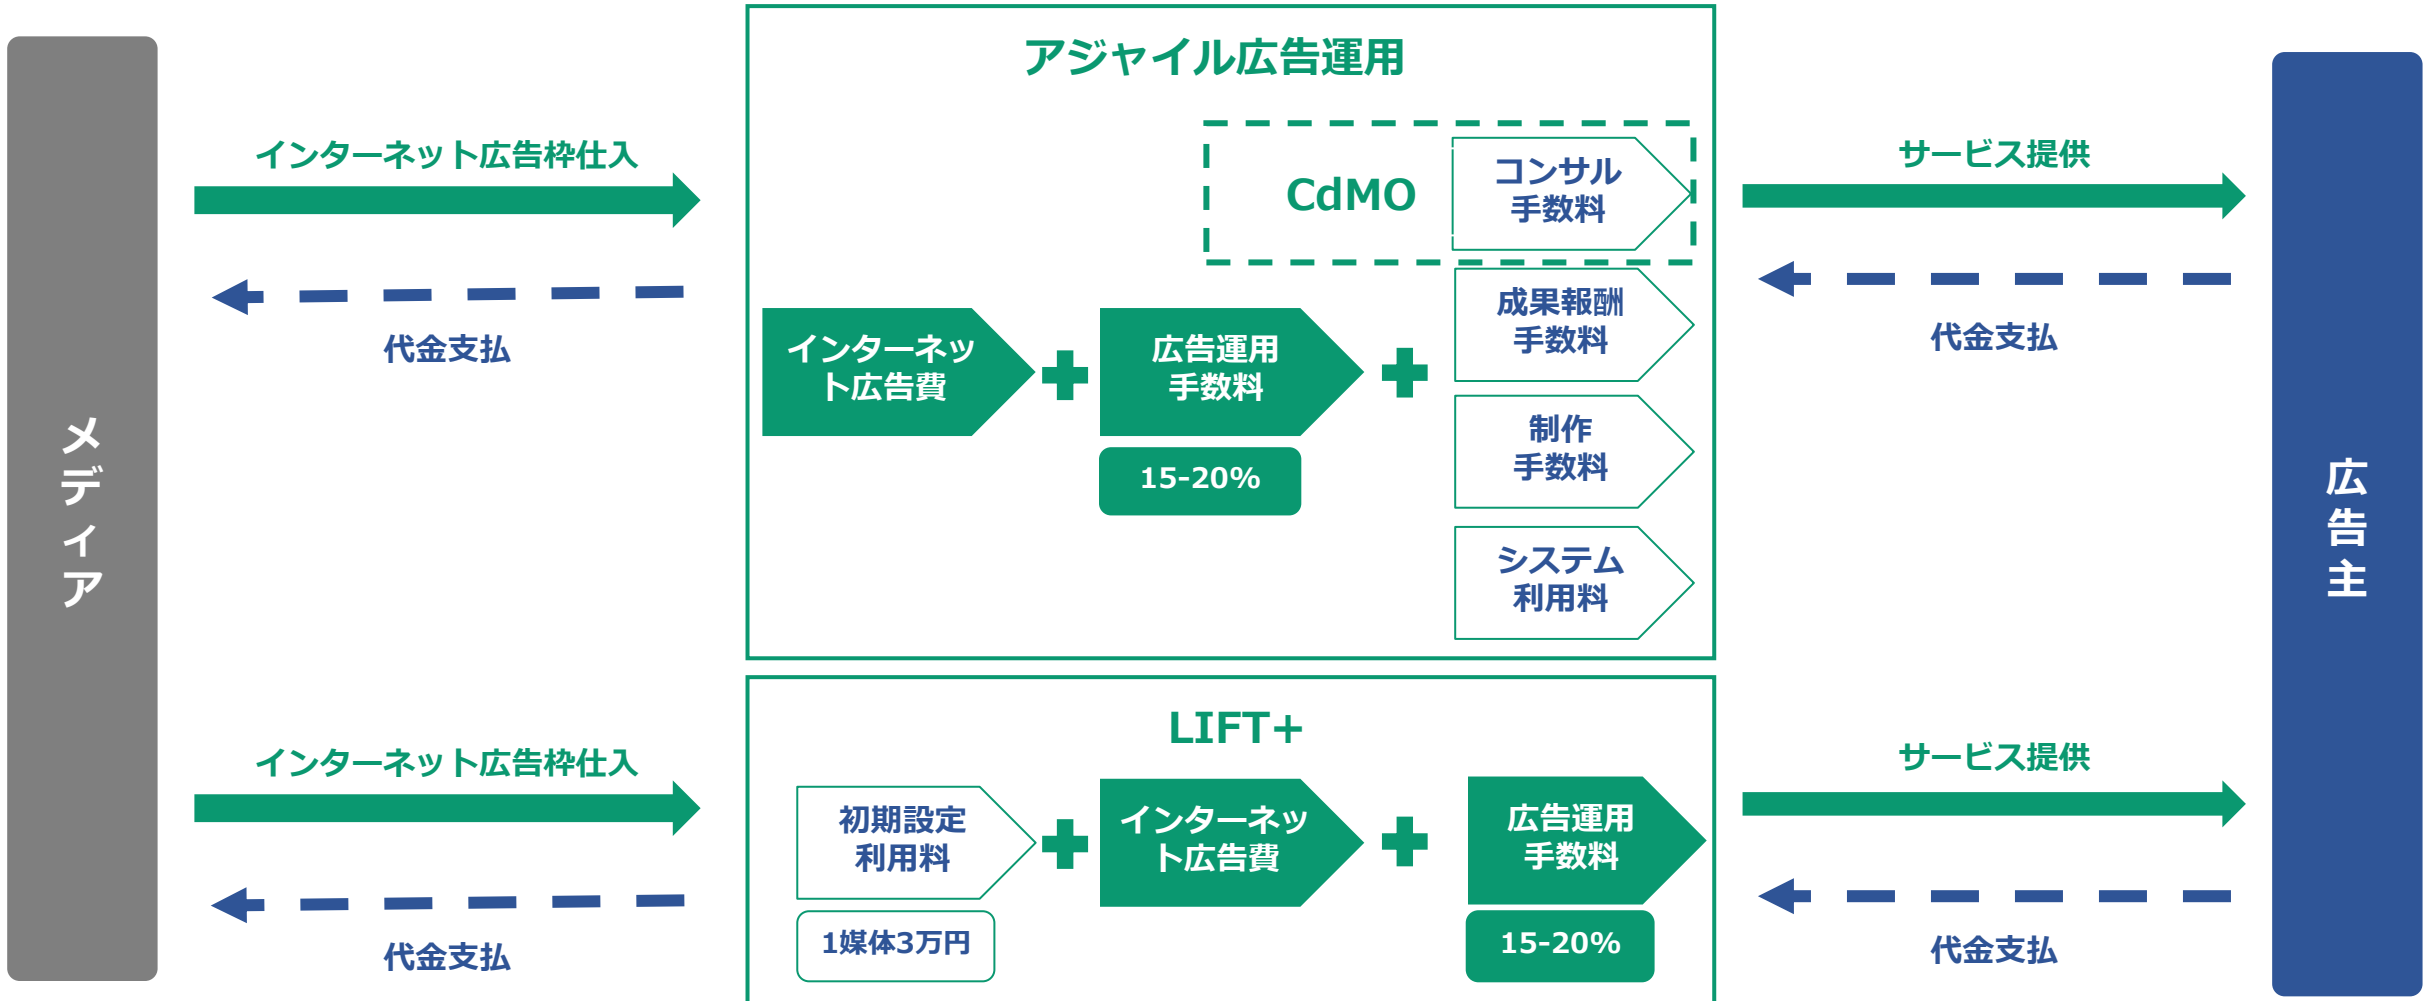 メディア
アジャイル広告運用
インターネット広告枠仕入
代金支払
CdMO
コンサル
手数料
成果報酬
手数料
インターネッ
ト広告費
広告運用
手数料
15-20%
制作
手数料
システム
利用料
サービス提供
代金支払
広告主
LIFT+
インターネット広告枠仕入
代金支払
初期設定
利用料
1媒体3万円
インターネッ
ト広告費
広告運用
手数料
15-20%
サービス提供
代金支払